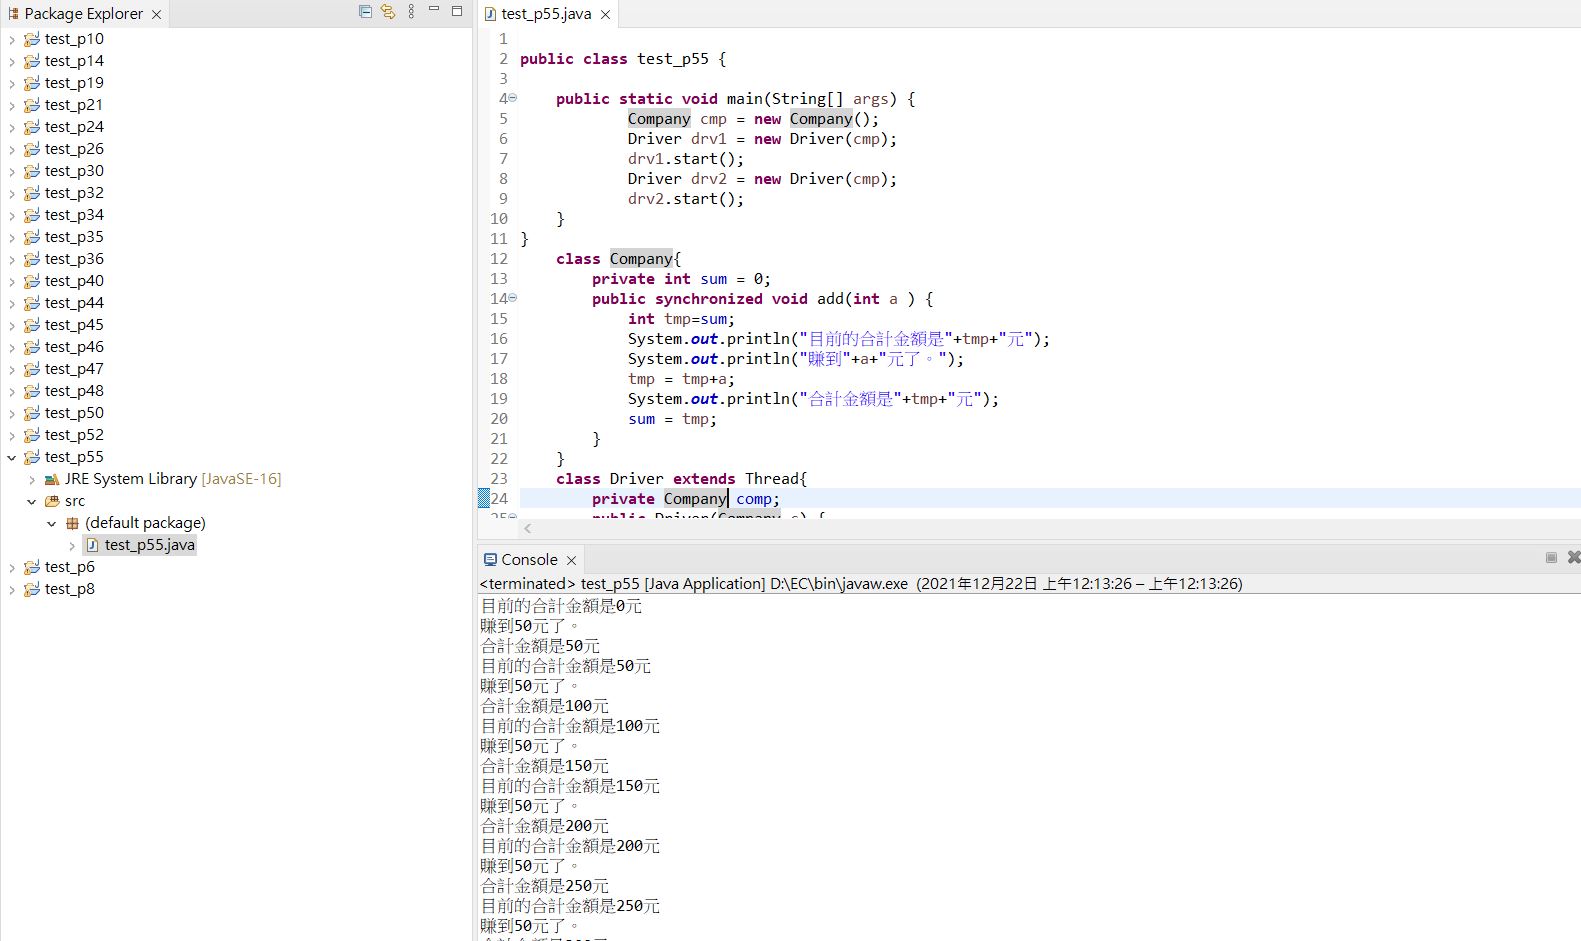 Package Explorer
test_p10
test_p14
test_p19
test_p21
test_p24
test_p26
test_p30
test_p32
test_p34
test_p35
test_p36
test_p40
test_p44
test_p45
test_p46
test_p47
test_p48
test_p50
test_p52
test_p55
JRE System Library [JavaSE-16]
src
(default package)
test_p55.java
test_p6
test_p8
test_p55.java
1
2 public class test_p55 {
3
4 public static void main(String[] args) {
5 Company cmp = new Company();
6 Driver drv1 = new Driver(cmp);
7 drv1.start();
8 Driver drv2 = new Driver(cmp);
9 drv2.start();
10 }
11 }
12 class Company{
13 private int sum = 0;
14 public synchronized void add(int a ) {
15 int tmp=sum;
16 System.out.println("目前的合計金額是"+tmp+"元");
17 System.out.println("賺到"+a+"元了。");
18 tmp = tmp+a;
19 System.out.println("合計金額是"+tmp+"元");
20 sum = tmp;
21 }
22 }
23 class Driver extends Thread{
24 private Company comp;
25 public Driver(Company c) {
Console
<terminated> test_p55 [Java Application] D:\EC\bin\javaw.exe (2021年12月22日 上午12:13:26 – 上午12:13:26)
目前的合計金額是0元
賺到50元了。
合計金額是50元
目前的合計金額是50元
賺到50元了。
合計金額是100元
目前的合計金額是100元
賺到50元了。
合計金額是150元
目前的合計金額是150元
賺到50元了。
合計金額是200元
目前的合計金額是200元
賺到50元了。
合計金額是250元
目前的合計金額是250元
賺到50元了。